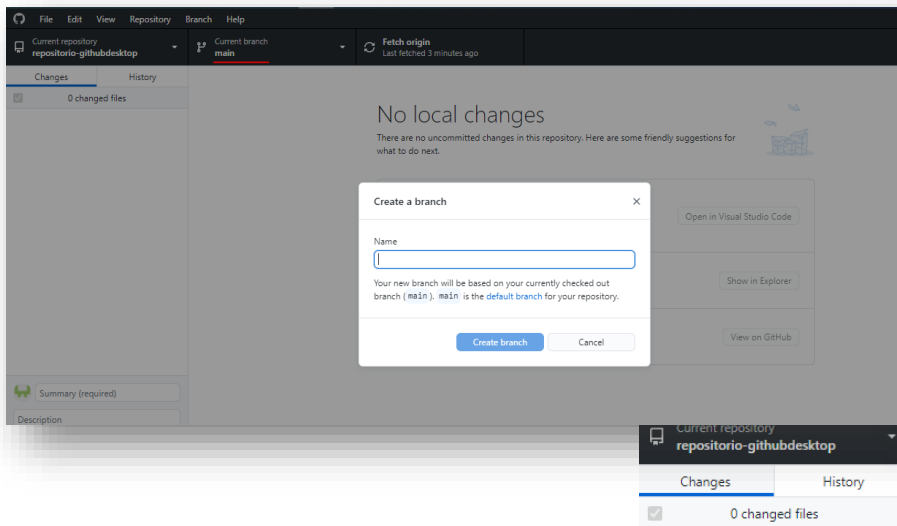 File Edit View Repository Branch Help
Current repository
repositorio-githubdesktop
Current branch
main
Fetch origin
Last fetched 3 minutes ago
Changes History
0 changed files
No local changes
There are no uncommitted changes in this repository. Here are some friendly suggestions for
what to do next.
Open in Visual Studio Code
Show in Explorer
View on GitHub
Create a branch
Name
Your new branch will be based on your currently checked out
branch (main). main is the default branch for your repository.
Create branch Cancel
Summary (required)
Description
Current repository
repositorio-githubdesktop
Changes History
0 changed files